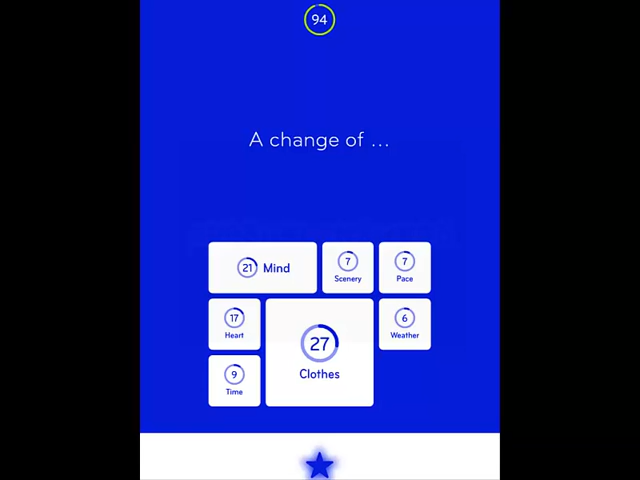 94
A change of ...
21 Mind
7
Scenery
7
Pace
17
Heart
27
Clothes
6
Weather
9
Time